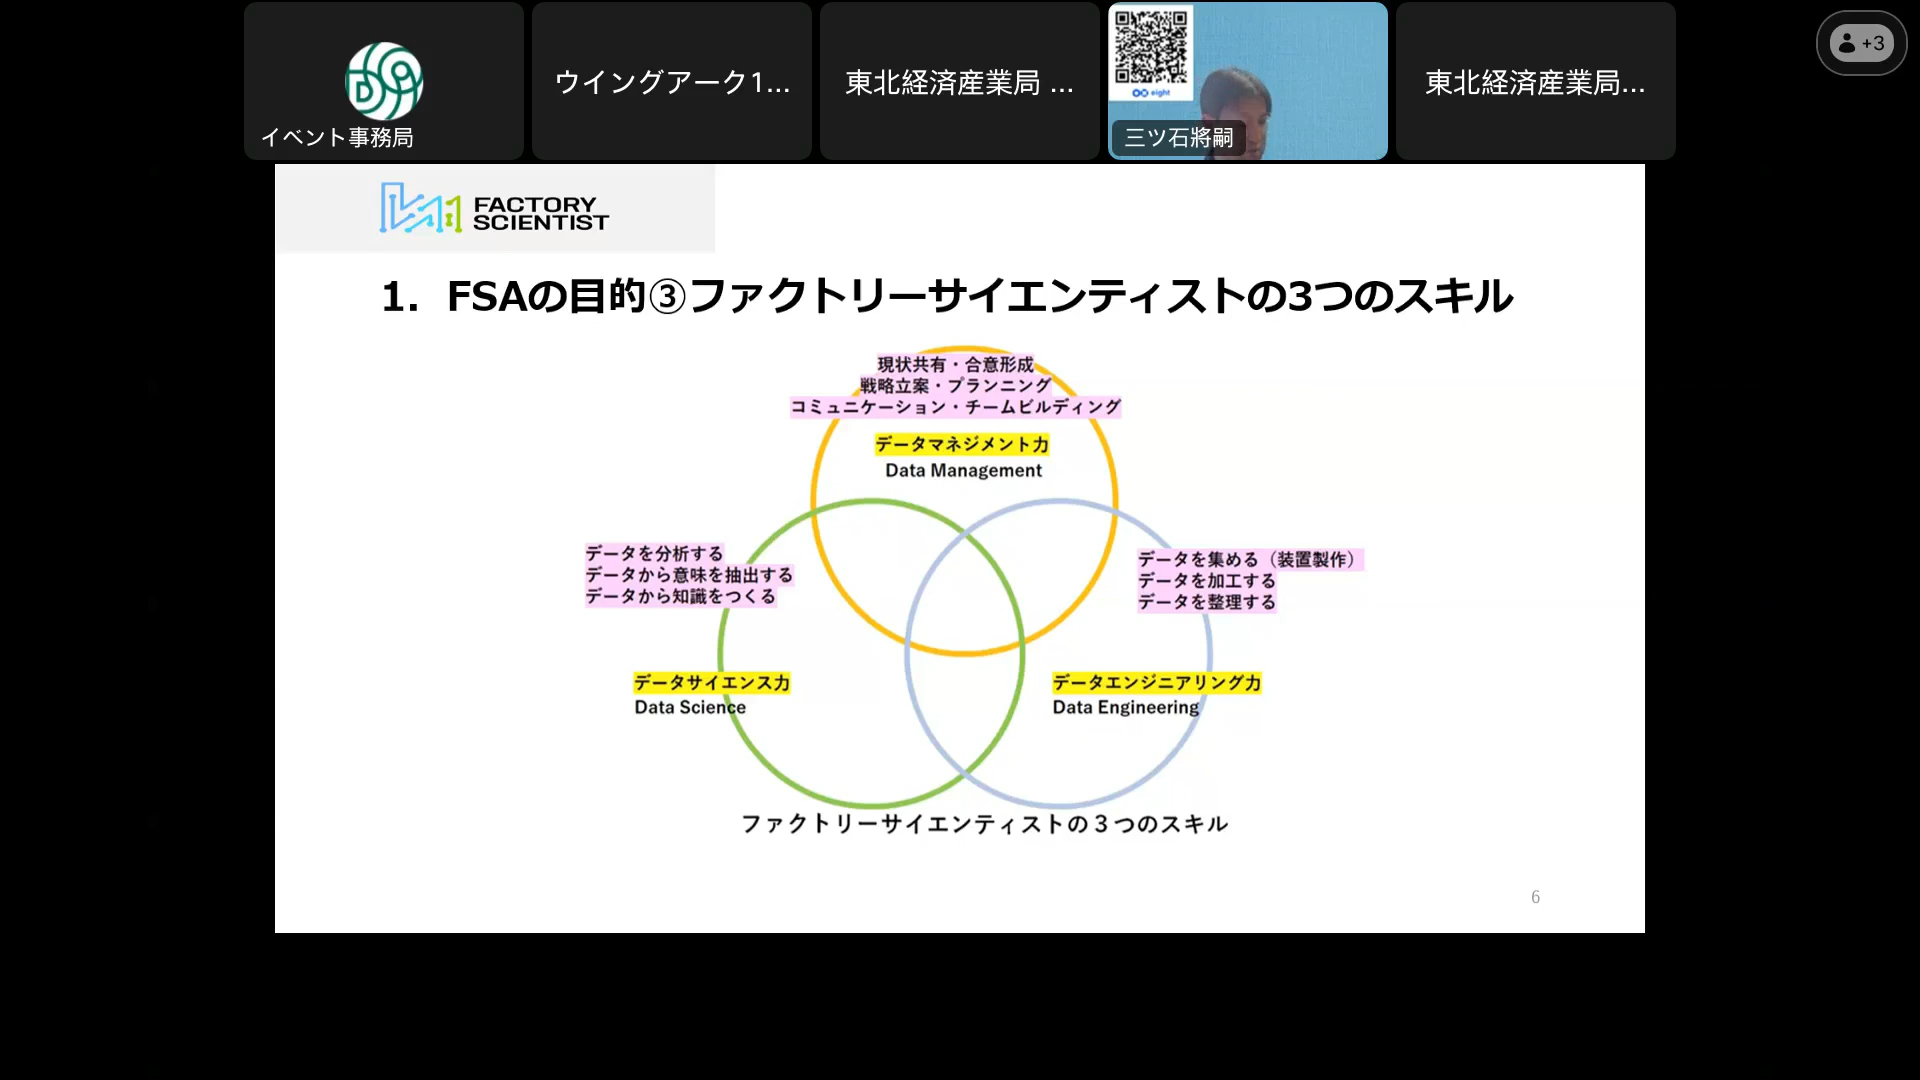 イベント事務局
ウイングアーク1...
東北経済産業局 ...
eight
三ツ石將嗣
東北経済産業局...
+3
FACTORY
SCIENTIST
1. FSAの目的③ファクトリーサイエンティストの3つのスキル
現状共有・合意形成
戦略立案・プランニング
コミュニケーション・チームビルディング
データマネジメント力
Data Management
データを分析する
データから意味を抽出する
データから知識をつくる
データを集める（装置製作）
データを加工する
データを整理する
データサイエンス力
Data Science
データエンジニアリング力
Data Engineering
ファクトリーサイエンティストの３つのスキル
6